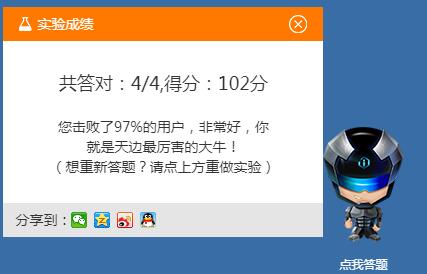 实验成绩
共答对：4/4,得分：102分
您击败了97%的用户，非常好，你
就是天边最厉害的大牛！
（想重新答题？请点上方重做实验）
分享到：
点我答题